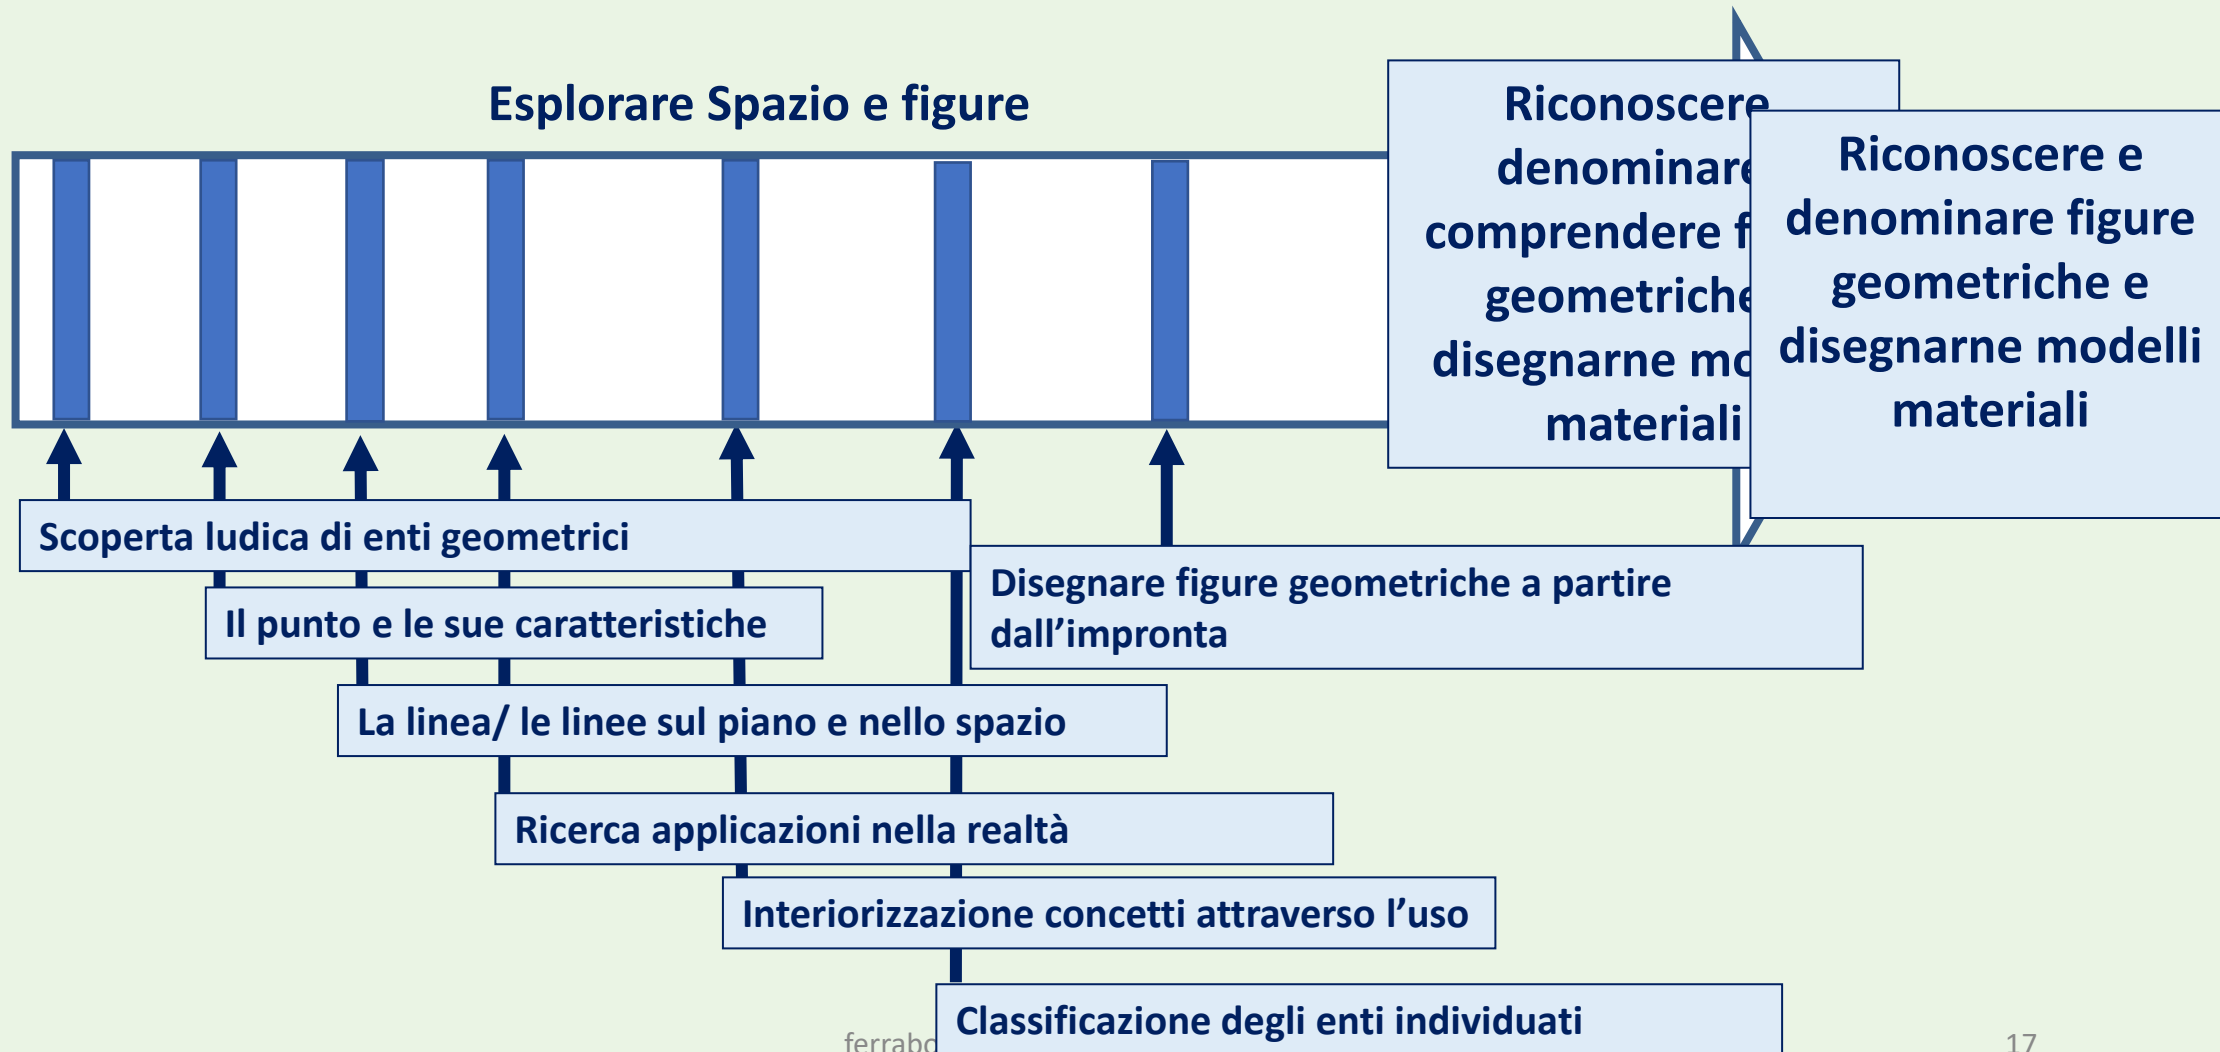 Esplorare Spazio e figure
Riconoscere
denominare
comprendere f
geometriche
disegnarne mo
materiali
Riconoscere e
denominare figure
geometriche e
disegnarne modelli
materiali
Scoperta ludica di enti geometrici
Il punto e le sue caratteristiche
Disegnare figure geometriche a partire
dall’impronta
La linea/ le linee sul piano e nello spazio
Ricerca applicazioni nella realtà
Interiorizzazione concetti attraverso l’uso
Classificazione degli enti individuati
ferrabo
17